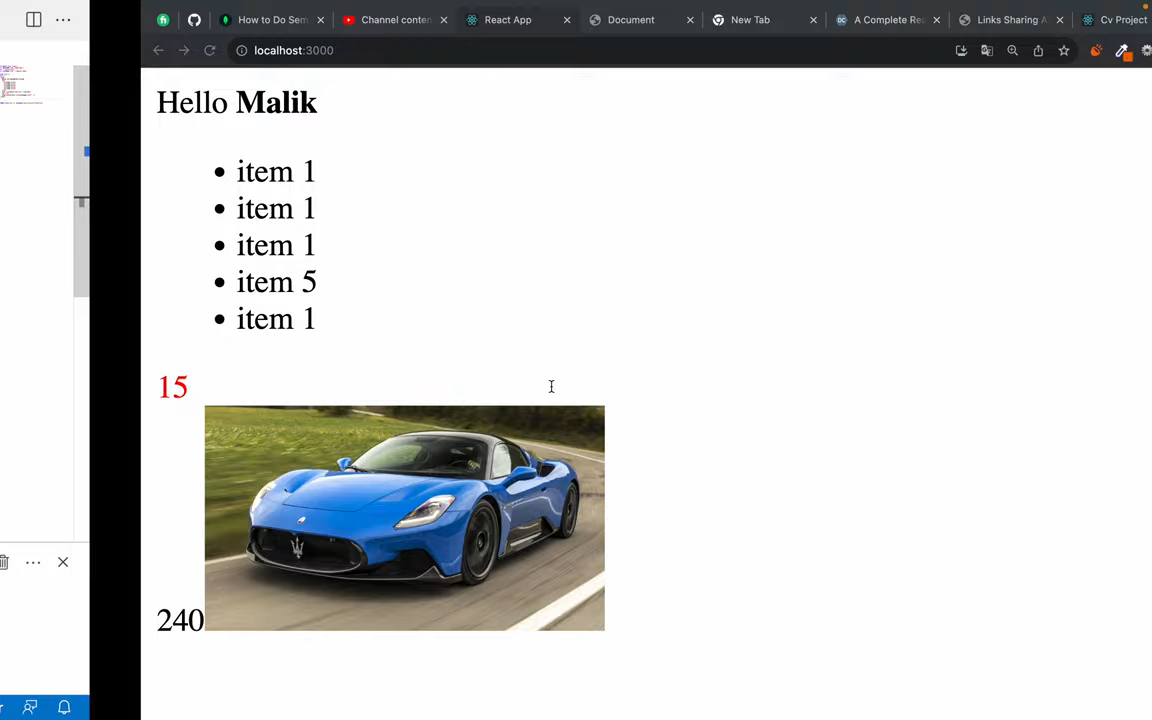 How to Do Sem
Channel conten
React App
Document
New Tab
A Complete Rea
Links Sharing A
Cv Project
localhost:3000
Hello Malik
item 1
item 1
item 1
item 5
item 1
15
240